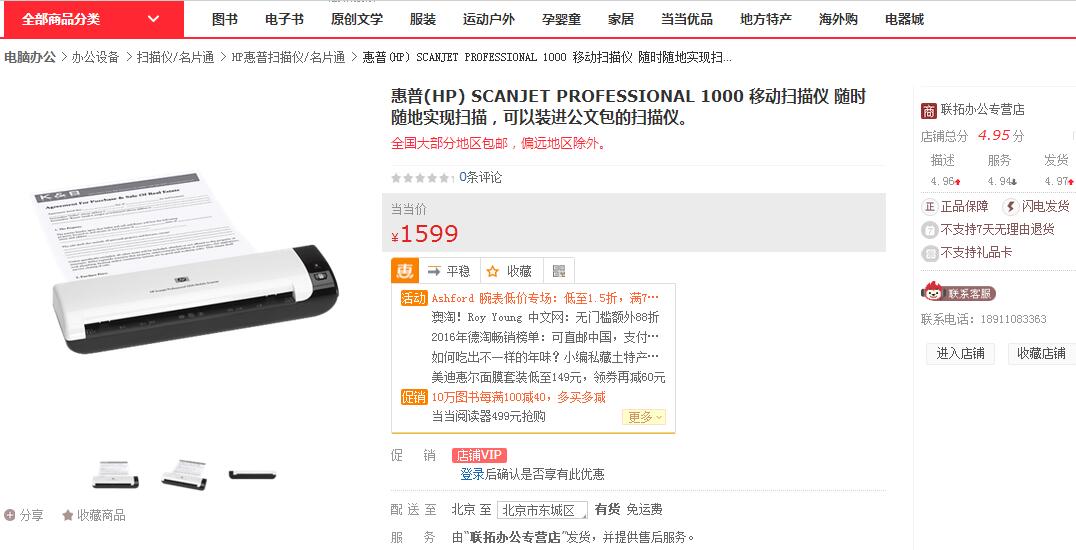 全部商品分类
图书 电子书 原创文学 服装 运动户外 孕婴童 家居 当当优品 地方特产 海外购 电器城
电脑办公 > 办公设备 > 扫描仪/名片通 > HP惠普扫描仪/名片通 > 惠普(HP) SCANJET PROFESSIONAL 1000 移动扫描仪 随时随地实现扫...
惠普(HP) SCANJET PROFESSIONAL 1000 移动扫描仪 随时
随地实现扫描，可以装进公文包的扫描仪。
全国大部分地区包邮，偏远地区除外。
0条评论
当当价
¥1599
惠 平稳 收藏
活动 Ashford 腕表低价专场: 低至1.5折, 满7…
澳淘! Roy Young 中文网: 无门槛额外88折
2016年德淘畅销榜单: 可直邮中国, 支付…
如何吃出不一样的年味? 小编私藏土特产…
美迪惠尔面膜套装低至149元, 领券再减60元
促销 10万图书每满100减40, 多买多减
当当阅读器499元抢购
更多
促 销 店铺VIP
登录后确认是否享有此优惠
配 送 至 北京 至 北京市东城区 有货 免运费
服 务 由“联拓办公专营店”发货，并提供售后服务。
K & B
Agreement For Purchase & Sale Of Real Estate
分享 收藏商品
商 联拓办公专营店
店铺总分 4.95 分
描述 服务 发货
4.96 4.94 4.97
正 正品保障 闪电发货
7 不支持7天无理由退货
不支持礼品卡
联系客服
联系电话: 18911083363
进入店铺 收藏店铺